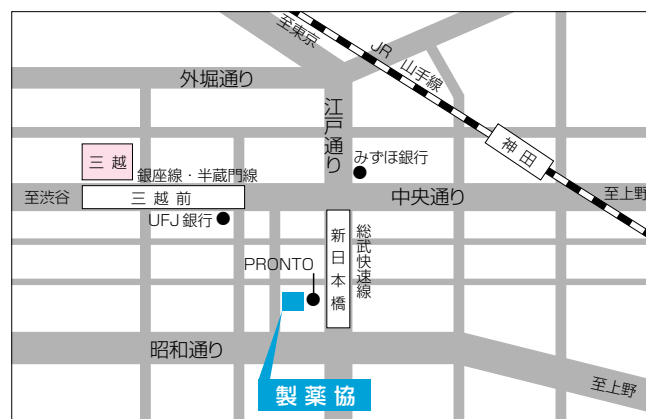 至東京
JR 山手線
外堀通り
江戸通り
神田
三越
みずほ銀行
銀座線・半蔵門線
至渋谷
三越前
中央通り
至上野
UFJ銀行
新日本橋
総武快速線
PRONTO
昭和通り
至上野
製薬協